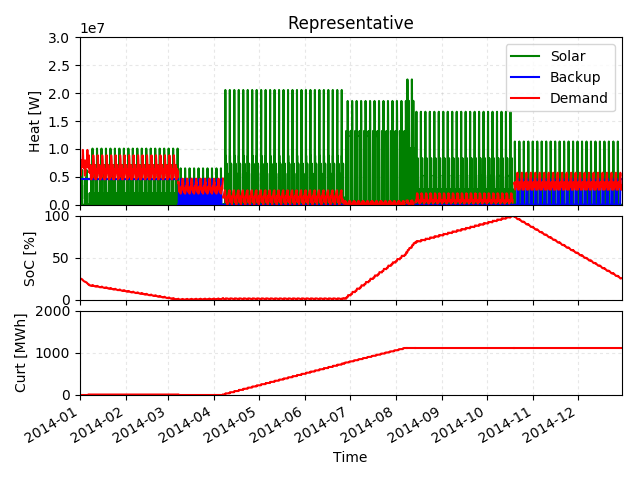 Representative
1e7
3.0
2.5
2.0
1.5
1.0
0.5
0.0
Heat [W]
Solar
Backup
Demand
100
50
0
SoC [%]
2000
1000
0
Curt [MWh]
2014-01
2014-02
2014-03
2014-04
2014-05
2014-06
2014-07
2014-08
2014-09
2014-10
2014-11
2014-12
Time